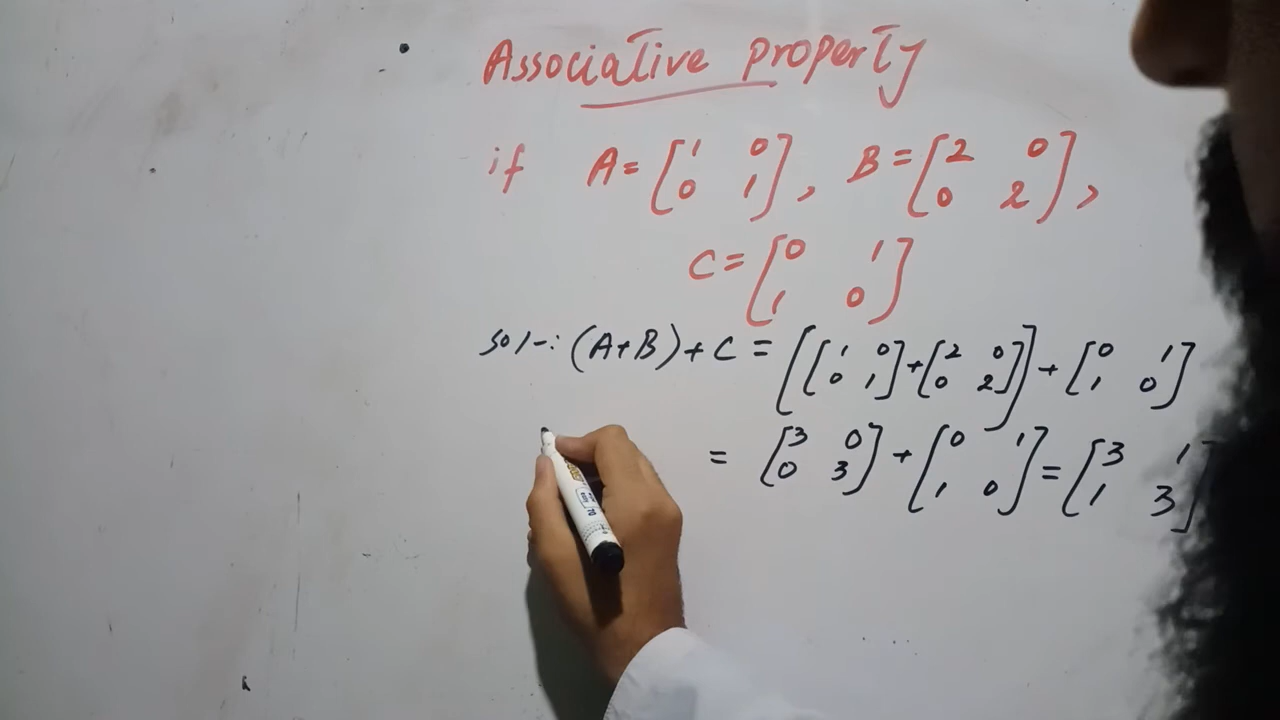 Associative property
if A = [1 0 0 1], B = [2 0 0 2],
C = [0 1 1 0]
sol-: (A+B)+C = [[1 0 0 1]+[2 0 0 2]]+[0 1 1 0]
= [3 0 0 3]+[0 1 1 0]=[3 1 1 3]